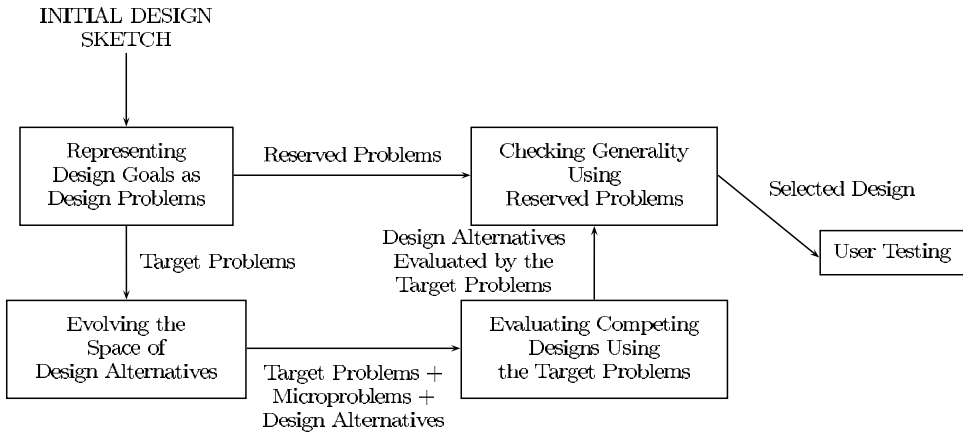 INITIAL DESIGN
SKETCH
Representing
Design Goals as
Design Problems
Reserved Problems
Checking Generality
Using
Reserved Problems
Selected Design
User Testing
Target Problems
Design Alternatives
Evaluated by the
Target Problems
Evolving the
Space of
Design Alternatives
Target Problems +
Microproblems +
Design Alternatives
Evaluating Competing
Designs Using
the Target Problems